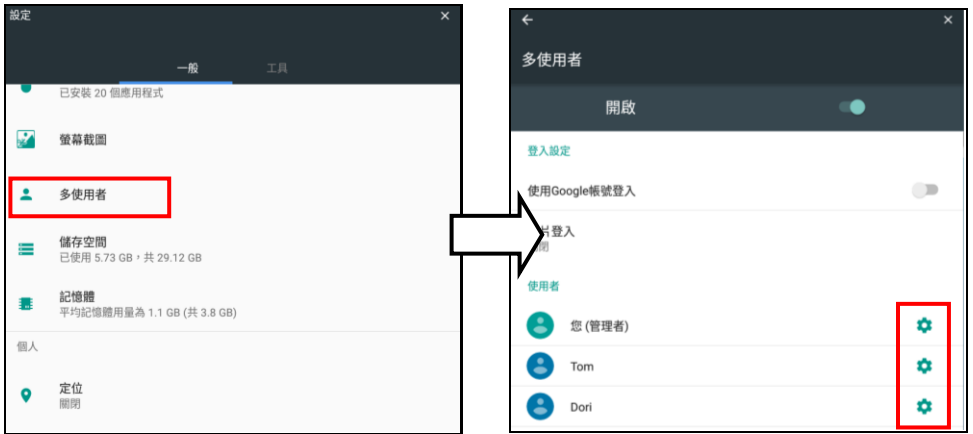 設定
一般
工具
已安裝 20 個應用程式
螢幕截圖
多使用者
儲存空間
已使用 5.73 GB，共 29.12 GB
記憶體
平均記憶體用量為 1.1 GB (共 3.8 GB)
個人
定位
關閉
多使用者
開啟
登入設定
使用Google帳號登入
登入
使用者
您 (管理者)
Tom
Dori